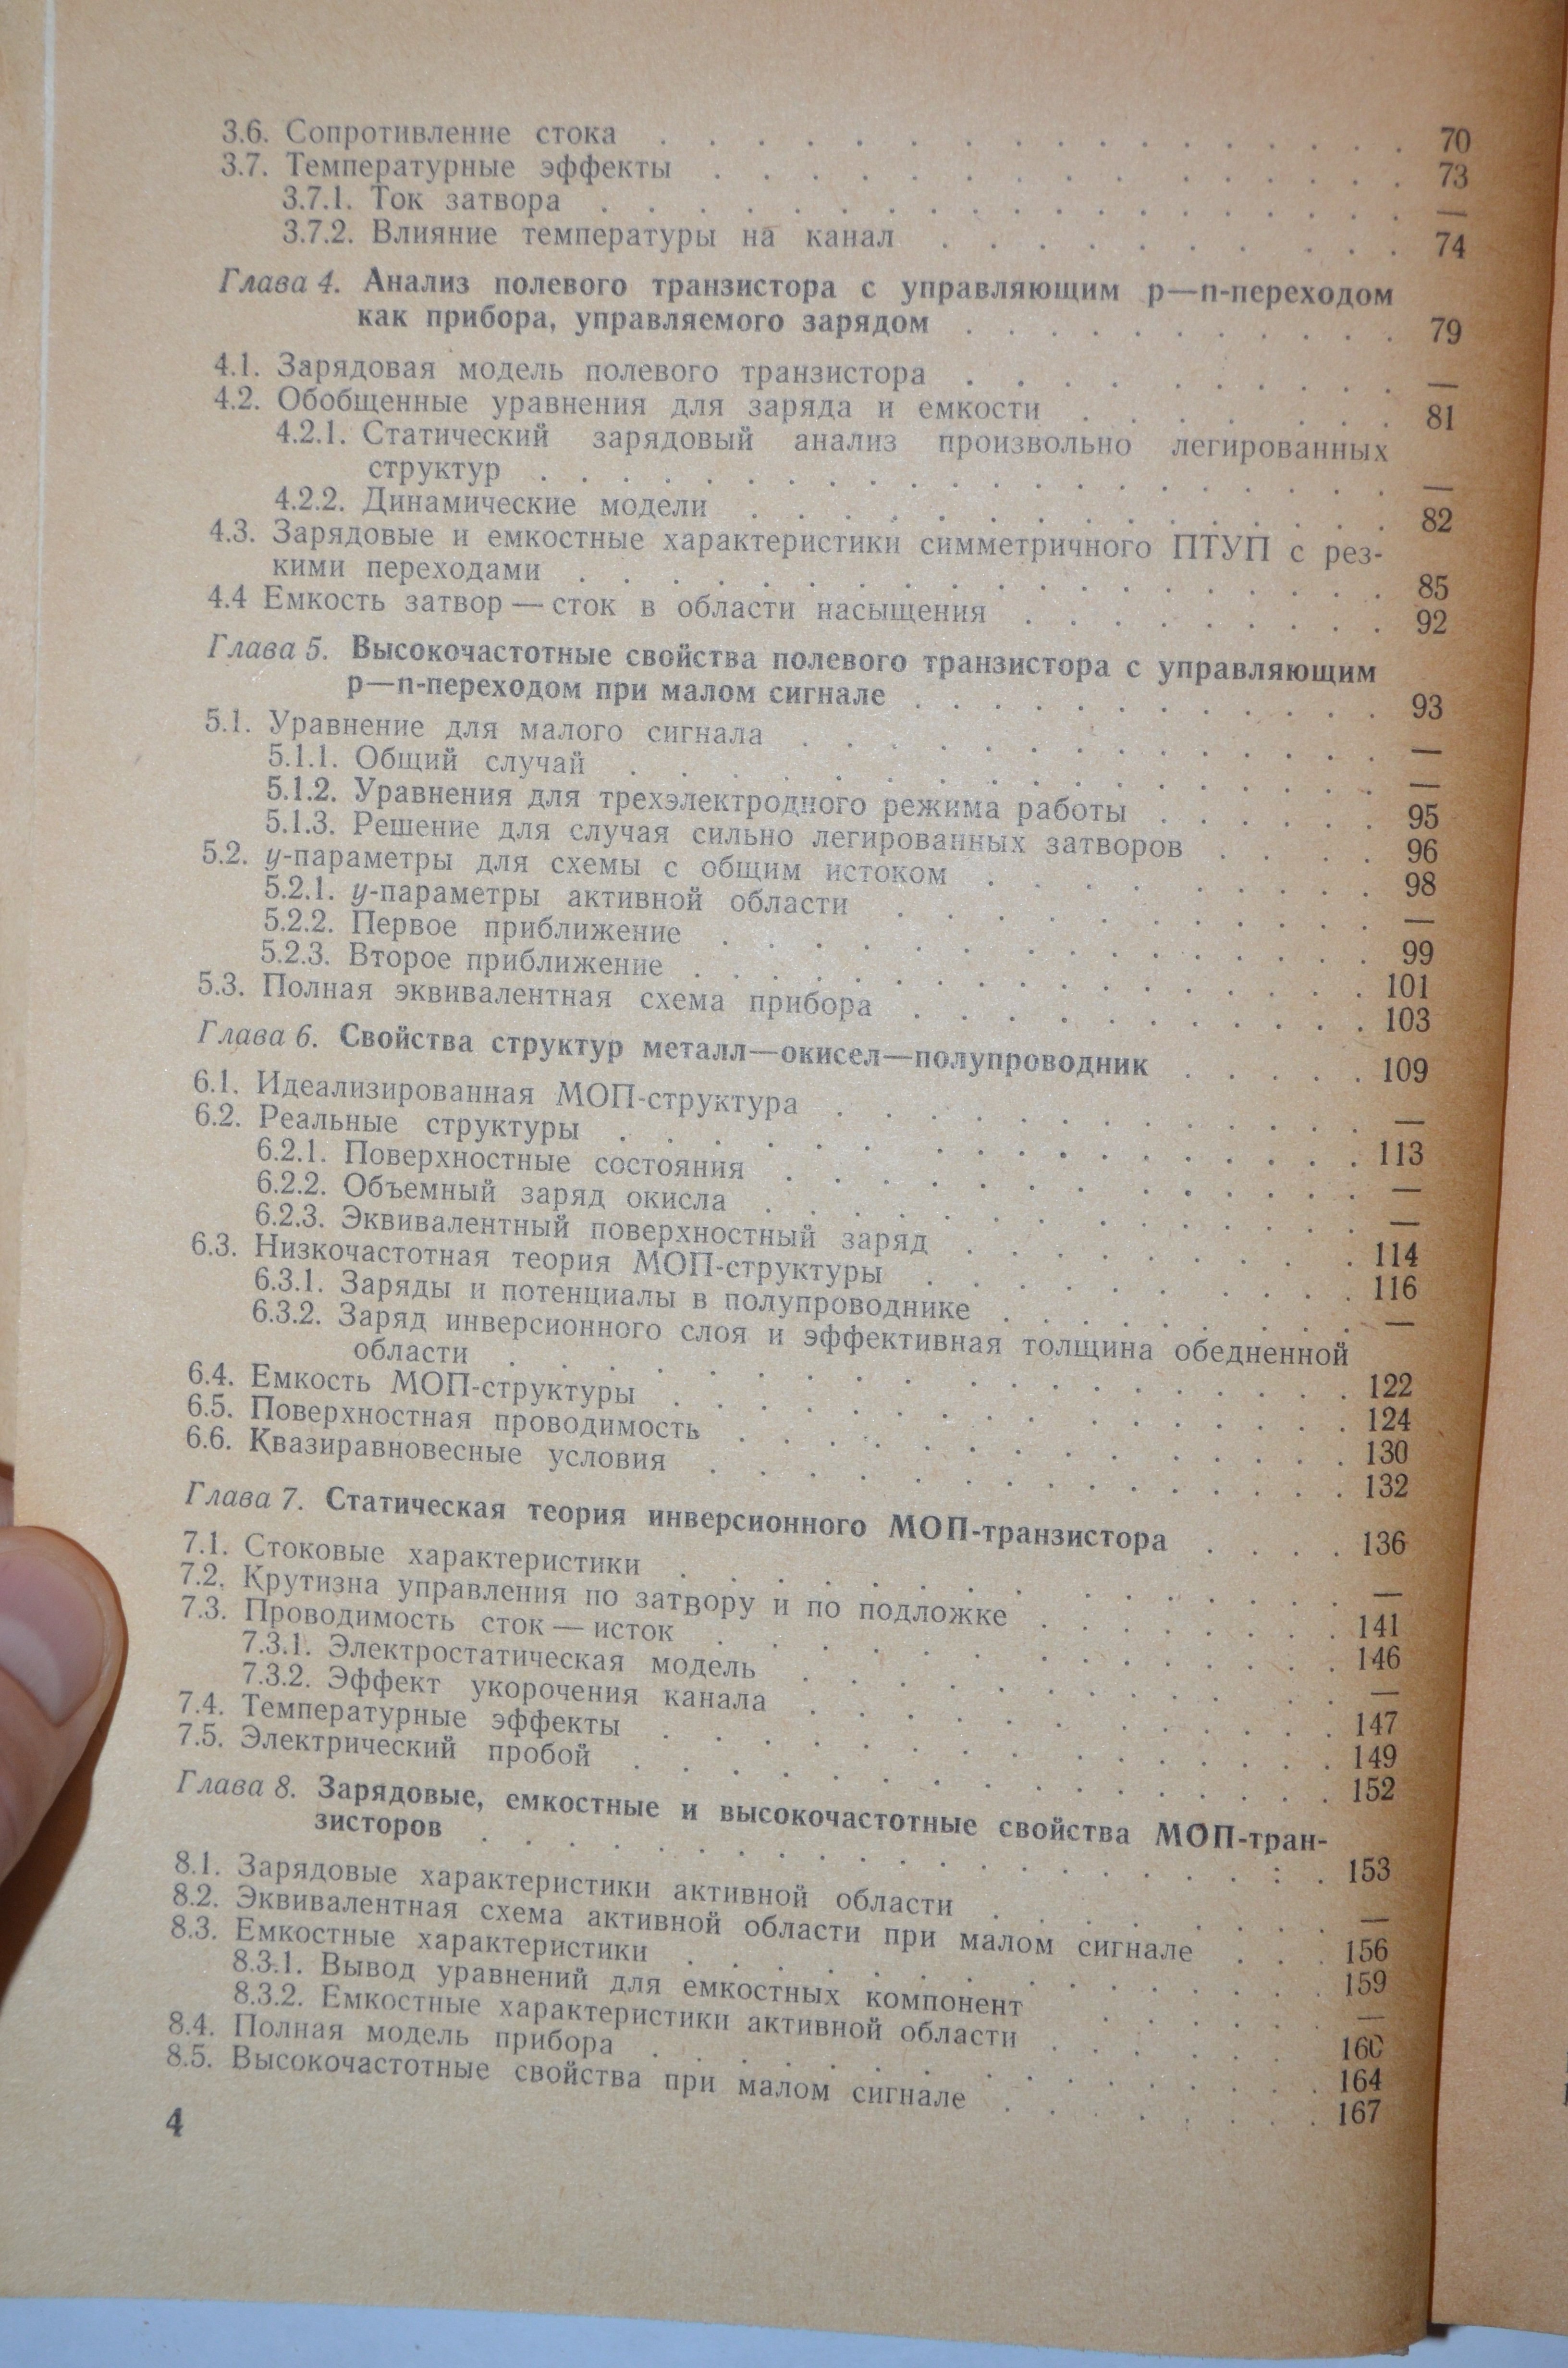 3.6. Сопротивление стока . . . . . . . . . . . . . . . 70
3.7. Температурные эффекты . . . . . . . . . . . . . . 73
3.7.1. Ток затвора . . . . . . . . . . . . . . . . . —
3.7.2. Влияние температуры на канал . . . . . . . . . . 74
Глава 4. Анализ полевого транзистора с управляющим p—n-переходом
как прибора, управляемого зарядом . . . . . . . . . . 79
4.1. Зарядовая модель полевого транзистора . . . . . . . . . —
4.2. Обобщенные уравнения для заряда и емкости . . . . . . . 81
4.2.1. Статический зарядовый анализ произвольно легированных
структур . . . . . . . . . . . . . . . . . . —
4.2.2. Динамические модели . . . . . . . . . . . . . . 82
4.3. Зарядовые и емкостные характеристики симметричного ПТУП с рез-
кими переходами . . . . . . . . . . . . . . . . . 85
4.4 Емкость затвор — сток в области насыщения . . . . . . . . 92
Глава 5. Высокочастотные свойства полевого транзистора с управляющим
p—n-переходом при малом сигнале . . . . . . . . . . . 93
5.1. Уравнение для малого сигнала . . . . . . . . . . . . . —
5.1.1. Общий случай . . . . . . . . . . . . . . . . —
5.1.2. Уравнения для трехэлектродного режима работы . . . . . 95
5.1.3. Решение для случая сильно легированных затворов . . . . 96
5.2. y-параметры для схемы с общим истоком . . . . . . . . . 98
5.2.1. y-параметры активной области . . . . . . . . . . —
5.2.2. Первое приближение . . . . . . . . . . . . . . 99
5.2.3. Второе приближение . . . . . . . . . . . . . . 101
5.3. Полная эквивалентная схема прибора . . . . . . . . . . 103
Глава 6. Свойства структур металл—окисел—полупроводник . . . . . 109
6.1. Идеализированная МОП-структура . . . . . . . . . . . . —
6.2. Реальные структуры . . . . . . . . . . . . . . . . 113
6.2.1. Поверхностные состояния . . . . . . . . . . . . —
6.2.2. Объемный заряд окисла . . . . . . . . . . . . . —
6.2.3. Эквивалентный поверхностный заряд . . . . . . . . . 114
6.3. Низкочастотная теория МОП-структуры . . . . . . . . . . 116
6.3.1. Заряды и потенциалы в полупроводнике . . . . . . . . —
6.3.2. Заряд инверсионного слоя и эффективная толщина обедненной
области . . . . . . . . . . . . . . . . . . 122
6.4. Емкость МОП-структуры . . . . . . . . . . . . . . . 124
6.5. Поверхностная проводимость . . . . . . . . . . . . . 130
6.6. Квазиравновесные условия . . . . . . . . . . . . . . 132
Глава 7. Статическая теория инверсионного МОП-транзистора . . . . 136
7.1. Стоковые характеристики . . . . . . . . . . . . . . —
7.2. Крутизна управления по затвору и по подложке . . . . . . . 141
7.3. Проводимость сток — исток . . . . . . . . . . . . . . 146
7.3.1. Электростатическая модель . . . . . . . . . . . . —
7.3.2. Эффект укорочения канала . . . . . . . . . . . . 147
7.4. Температурные эффекты . . . . . . . . . . . . . . . 149
7.5. Электрический пробой . . . . . . . . . . . . . . . 152
Глава 8. Зарядовые, емкостные и высокочастотные свойства МОП-тран-
зисторов . . . . . . . . . . . . . . . . . . 153
8.1. Зарядовые характеристики активной области . . . . . . . . —
8.2. Эквивалентная схема активной области при малом сигнале . . . 156
8.3. Емкостные характеристики . . . . . . . . . . . . . . 159
8.3.1. Вывод уравнений для емкостных компонент . . . . . . —
8.3.2. Емкостные характеристики активной области . . . . . . 160
8.4. Полная модель прибора . . . . . . . . . . . . . . . 164
8.5. Высокочастотные свойства при малом сигнале . . . . . . . . 167
4